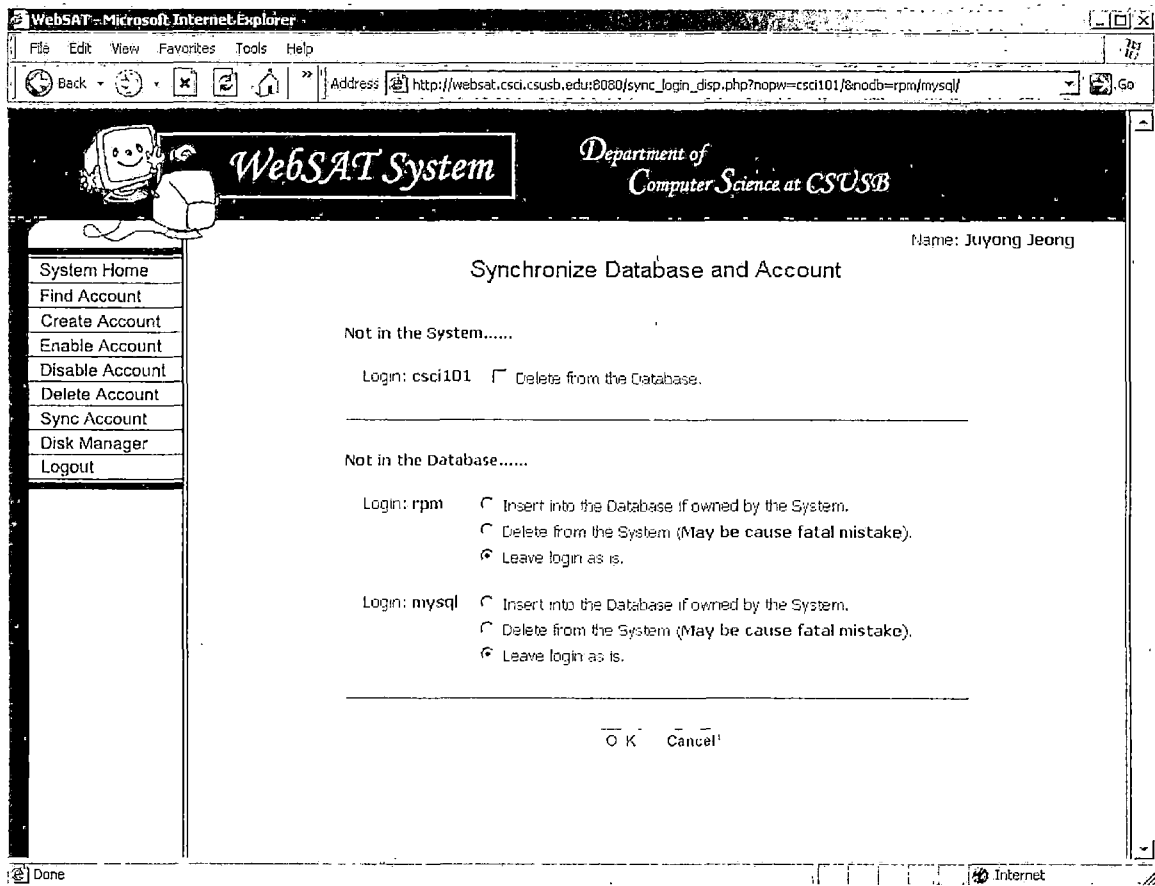 WebSAT - Microsoft Internet Explorer
File Edit View Favorites Tools Help
Back Address http://websat.csci.csusb.edu:8080/sync_login_disp.php?nopw=csci101/&nodb=rpm/mysql/ Go
WebSAT System
Department of
Computer Science at CSUSB
Name: Juyong Jeong
System Home
Find Account
Create Account
Enable Account
Disable Account
Delete Account
Sync Account
Disk Manager
Logout
Synchronize Database and Account
Not in the System......
Login: csci101 Delete from the Database.
Not in the Database......
Login: rpm Insert into the Database if owned by the System.
Delete from the System (May be cause fatal mistake).
Leave login as is.
Login: mysql Insert into the Database if owned by the System.
Delete from the System (May be cause fatal mistake).
Leave login as is.
O K Cancel
Done Internet